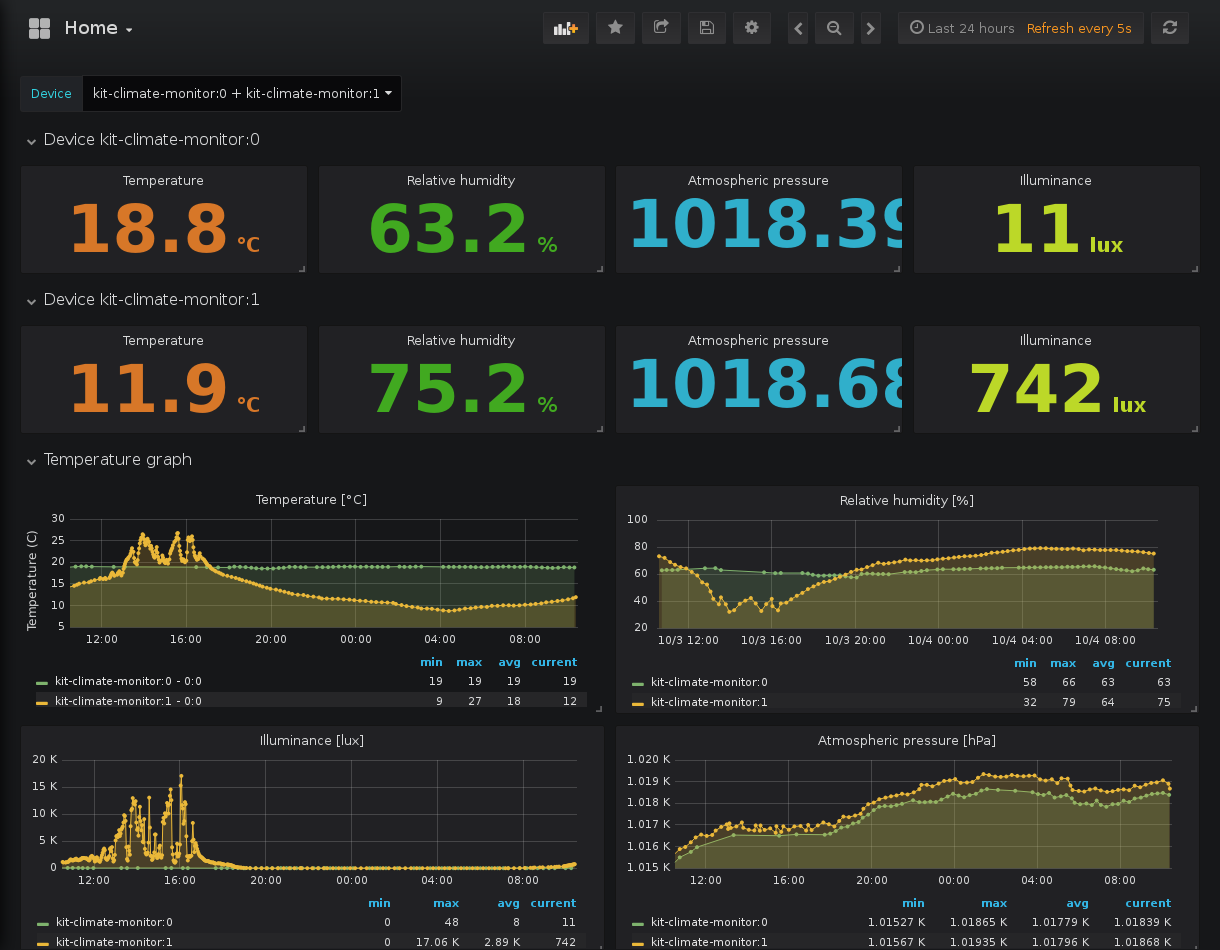 Home
Last 24 hours Refresh every 5s
Device kit-climate-monitor:0 + kit-climate-monitor:1
Device kit-climate-monitor:0
Temperature Relative humidity Atmospheric pressure Illuminance
18.8 °C 63.2 % 1018.39 11 lux
Device kit-climate-monitor:1
Temperature Relative humidity Atmospheric pressure Illuminance
11.9 °C 75.2 % 1018.68 742 lux
Temperature graph
Temperature [°C]
Temperature (C)
30
25
20
15
10
5
12:00 16:00 20:00 00:00 04:00 08:00
min max avg current
kit-climate-monitor:0 - 0:0 19 19 19 19
kit-climate-monitor:1 - 0:0 9 27 18 12
Relative humidity [%]
100
80
60
40
20
10/3 12:00 10/3 16:00 10/3 20:00 10/4 00:00 10/4 04:00 10/4 08:00
min max avg current
kit-climate-monitor:0 58 66 63 63
kit-climate-monitor:1 32 79 64 75
Illuminance [lux]
20 K
15 K
10 K
5 K
0
12:00 16:00 20:00 00:00 04:00 08:00
min max avg current
kit-climate-monitor:0 0 48 8 11
kit-climate-monitor:1 0 17.06 K 2.89 K 742
Atmospheric pressure [hPa]
1.020 K
1.019 K
1.018 K
1.017 K
1.016 K
1.015 K
12:00 16:00 20:00 00:00 04:00 08:00
min max avg current
kit-climate-monitor:0 1.01527 K 1.01865 K 1.01779 K 1.01839 K
kit-climate-monitor:1 1.01567 K 1.01935 K 1.01796 K 1.01868 K